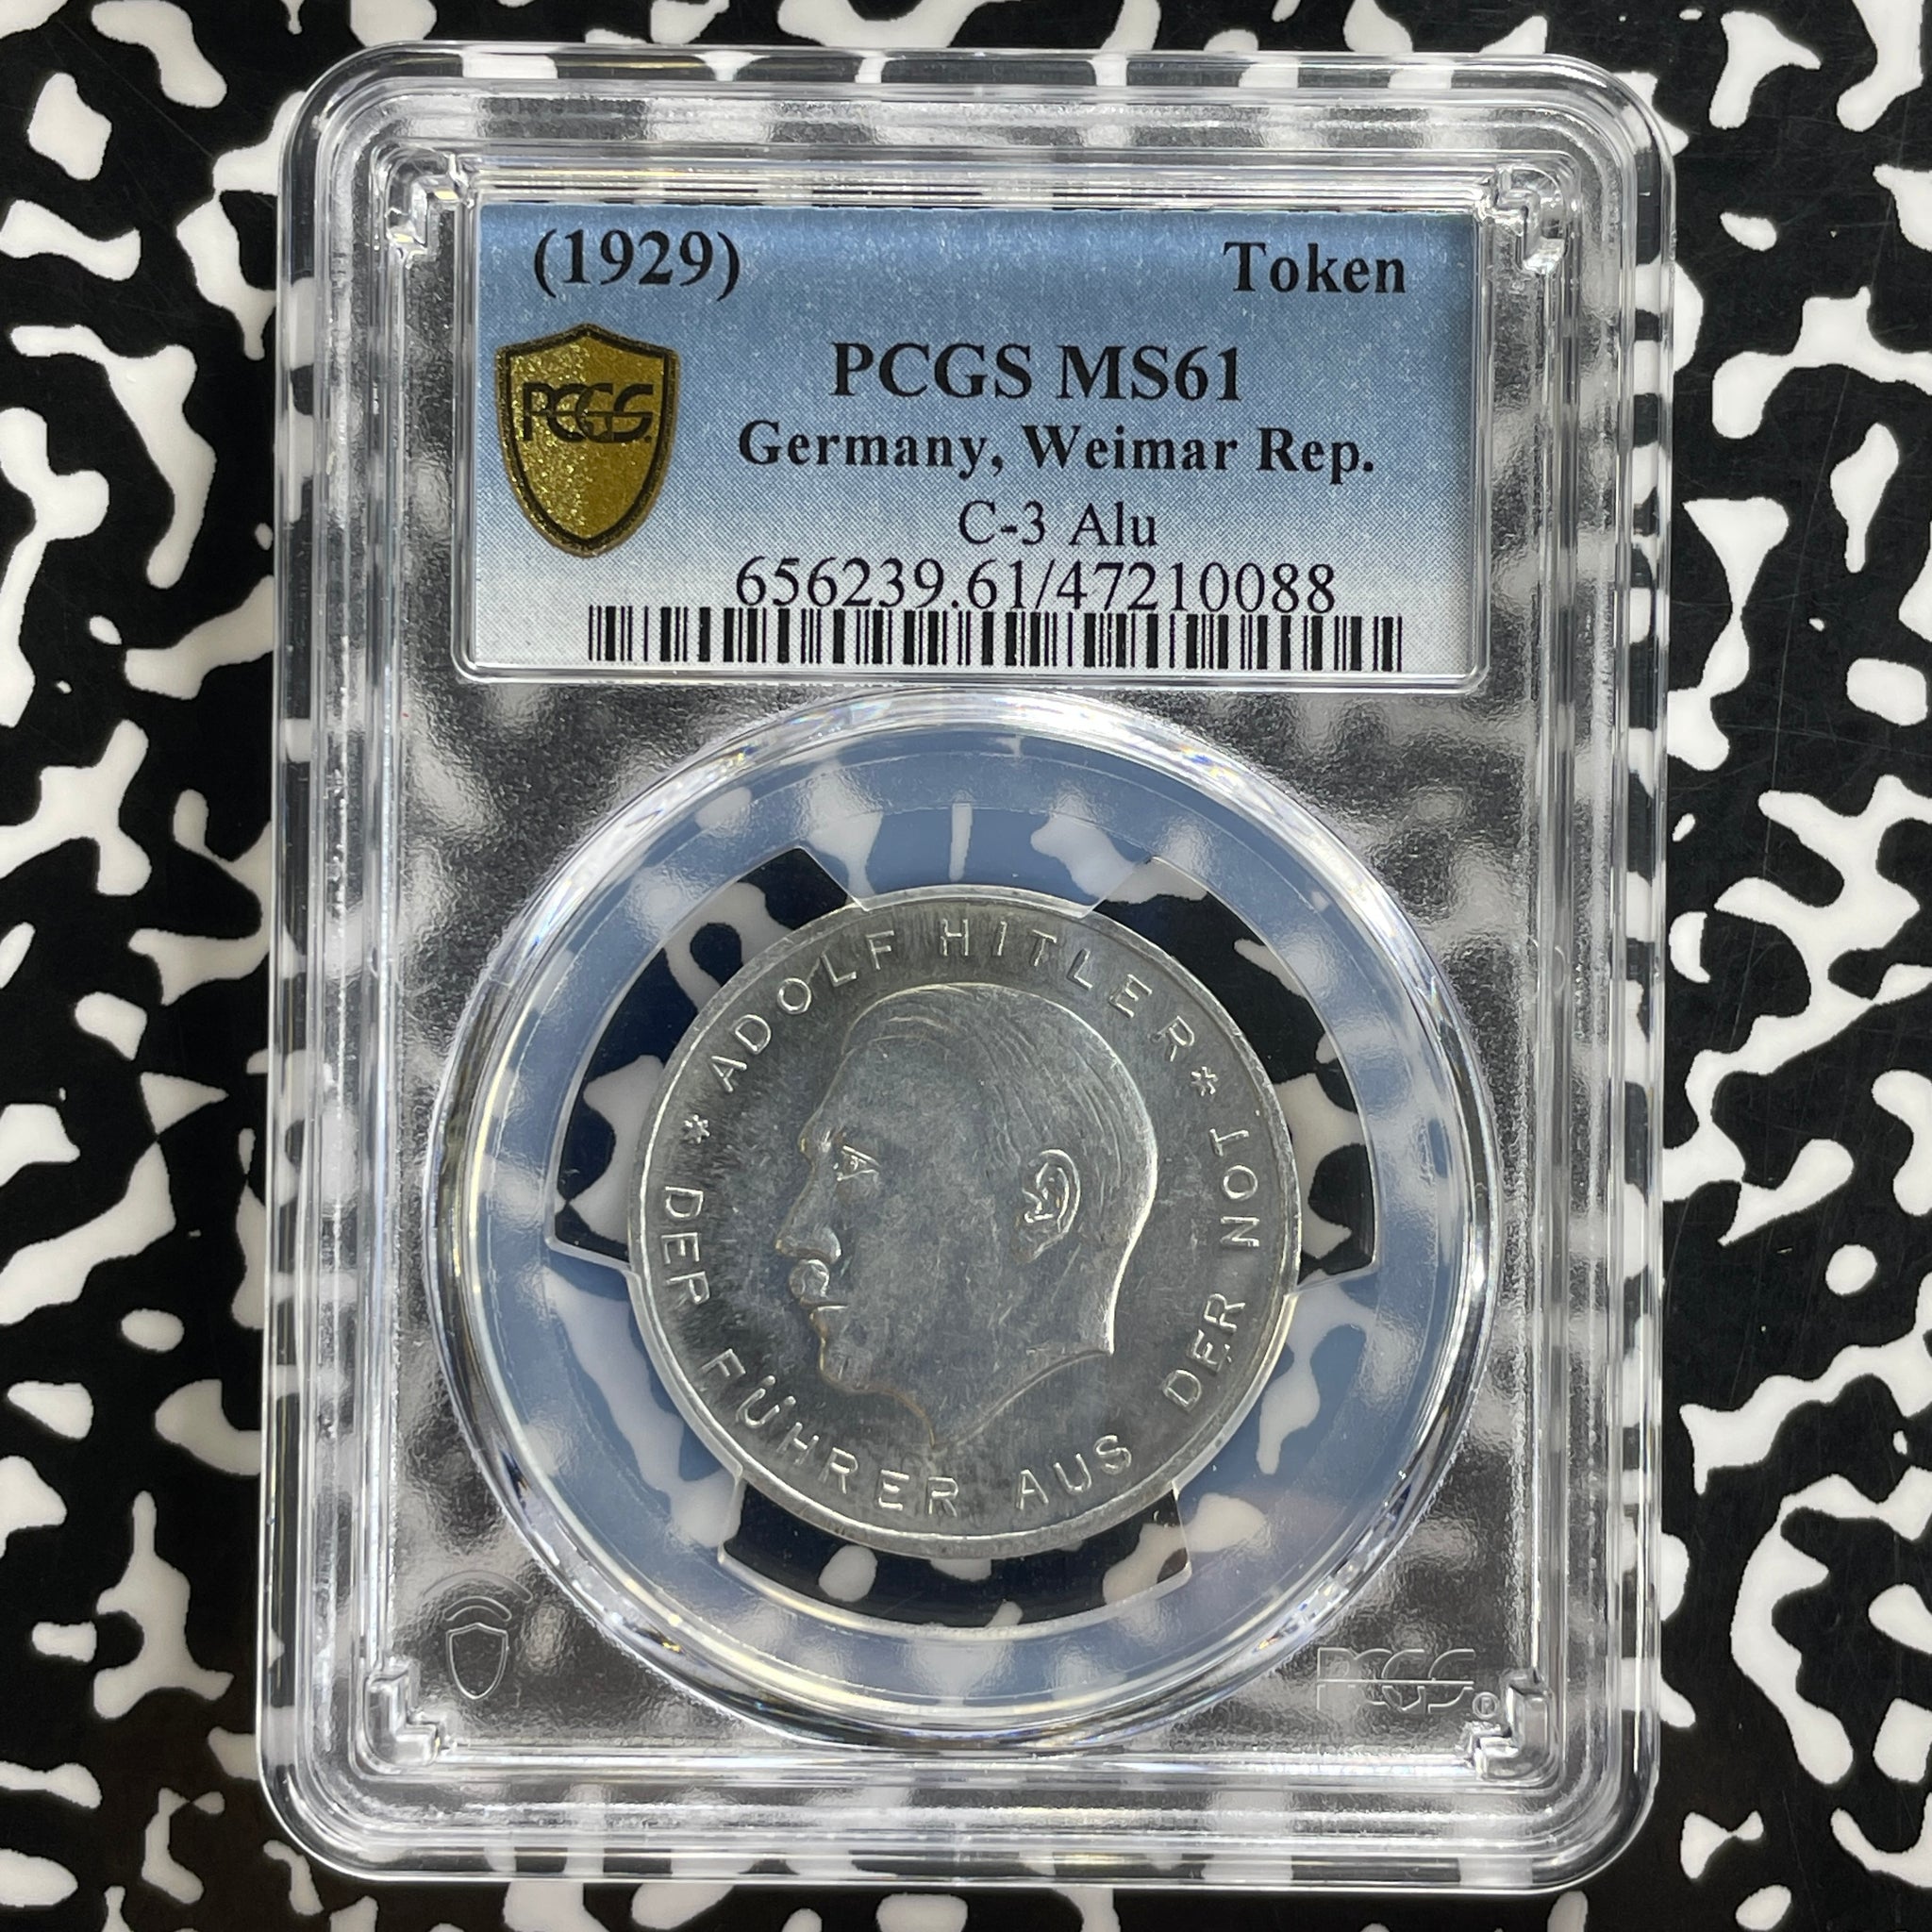 (1929) Token
PCGS
PCGS MS61
Germany, Weimar Rep.
C-3 Alu
656239.61/47210088
* ADOLF HITLER *
DER FÜHRER AUS DER NOT
PCGS®